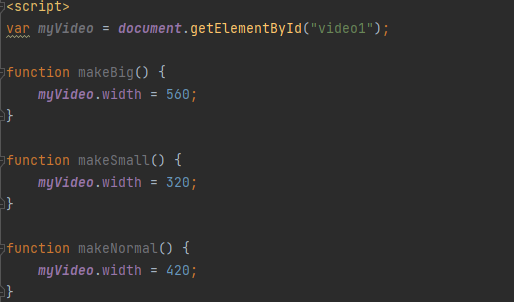 <script>
var myVideo = document.getElementById("video1");
function makeBig() {
    myVideo.width = 560;
}
function makeSmall() {
    myVideo.width = 320;
}
function makeNormal() {
    myVideo.width = 420;
}